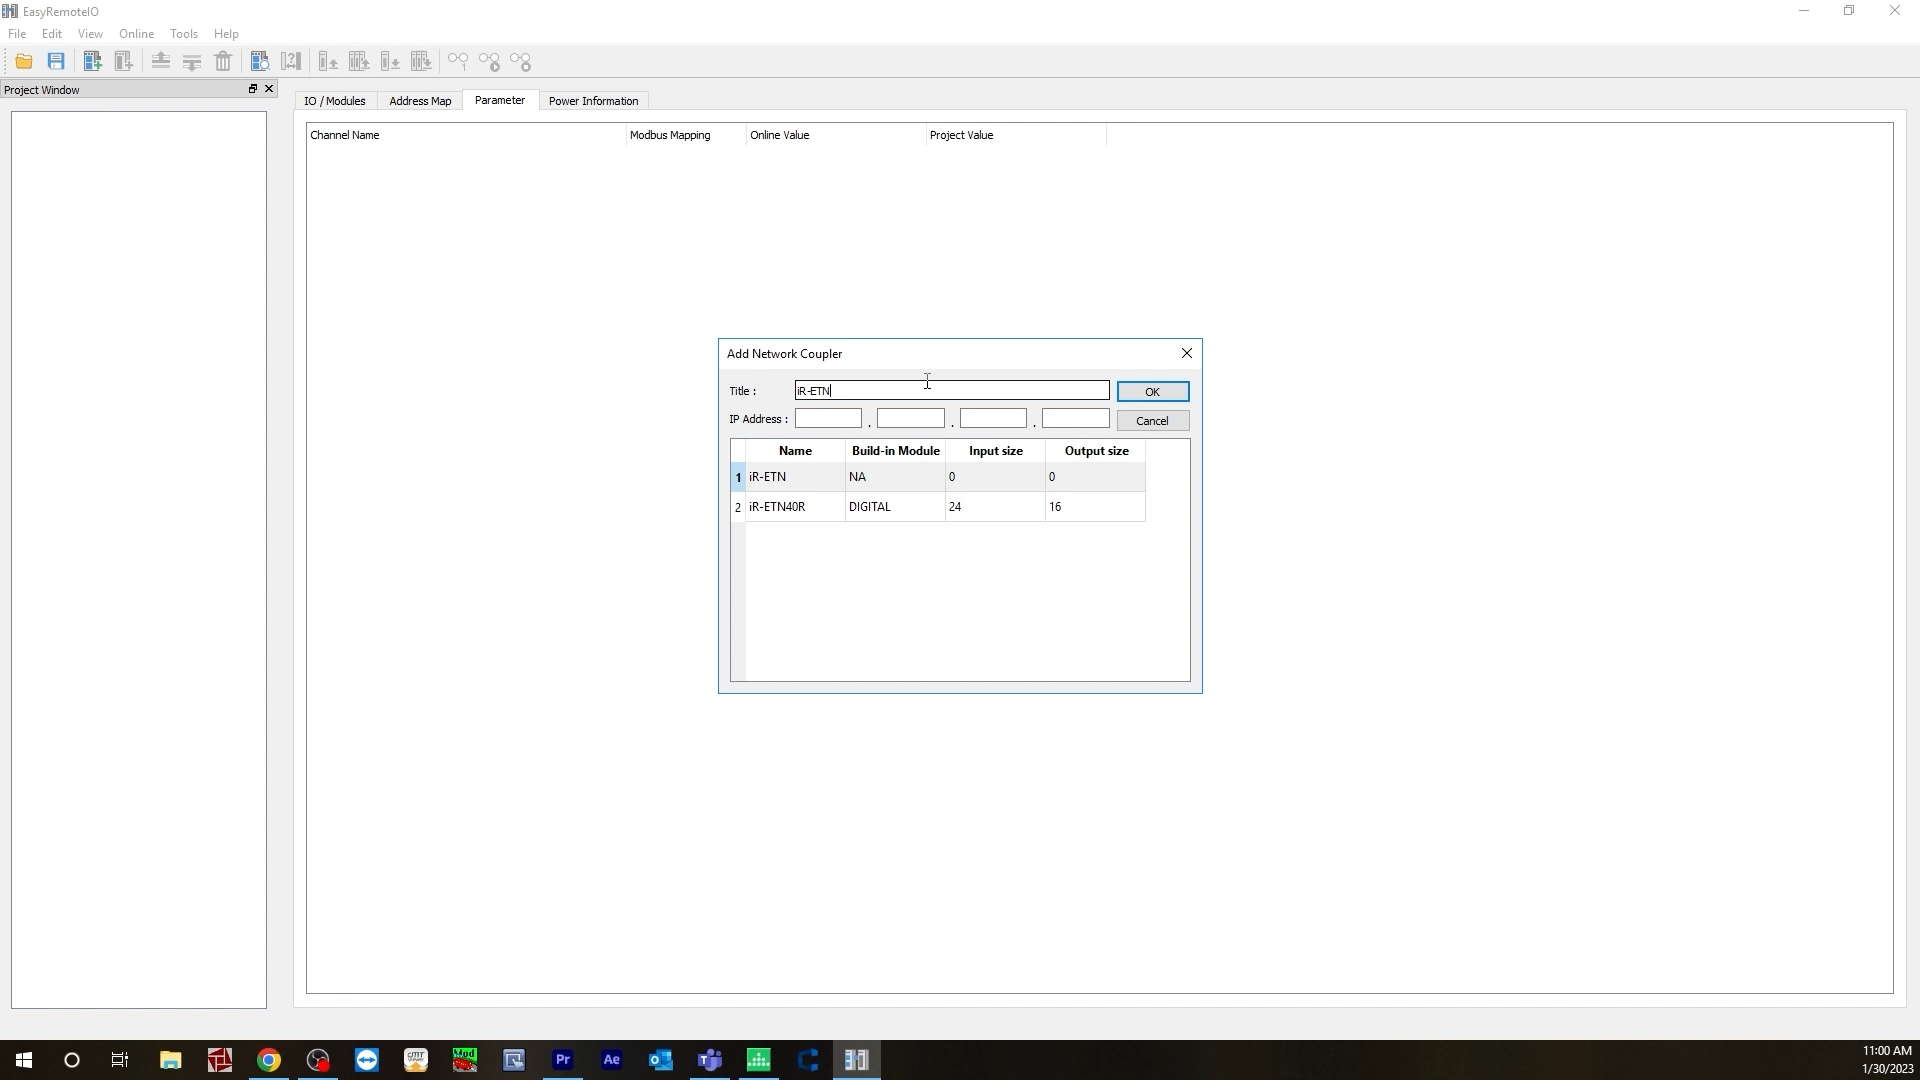 EasyRemoteIO
File Edit View Online Tools Help
Project Window
IO / Modules Address Map Parameter Power Information
Channel Name Modbus Mapping Online Value Project Value
Add Network Coupler
Title : iR-ETN OK
IP Address : . . . Cancel
Name Build-in Module Input size Output size
1 iR-ETN NA 0 0
2 iR-ETN40R DIGITAL 24 16
Mod
Pr Ae
11:00 AM
1/30/2023